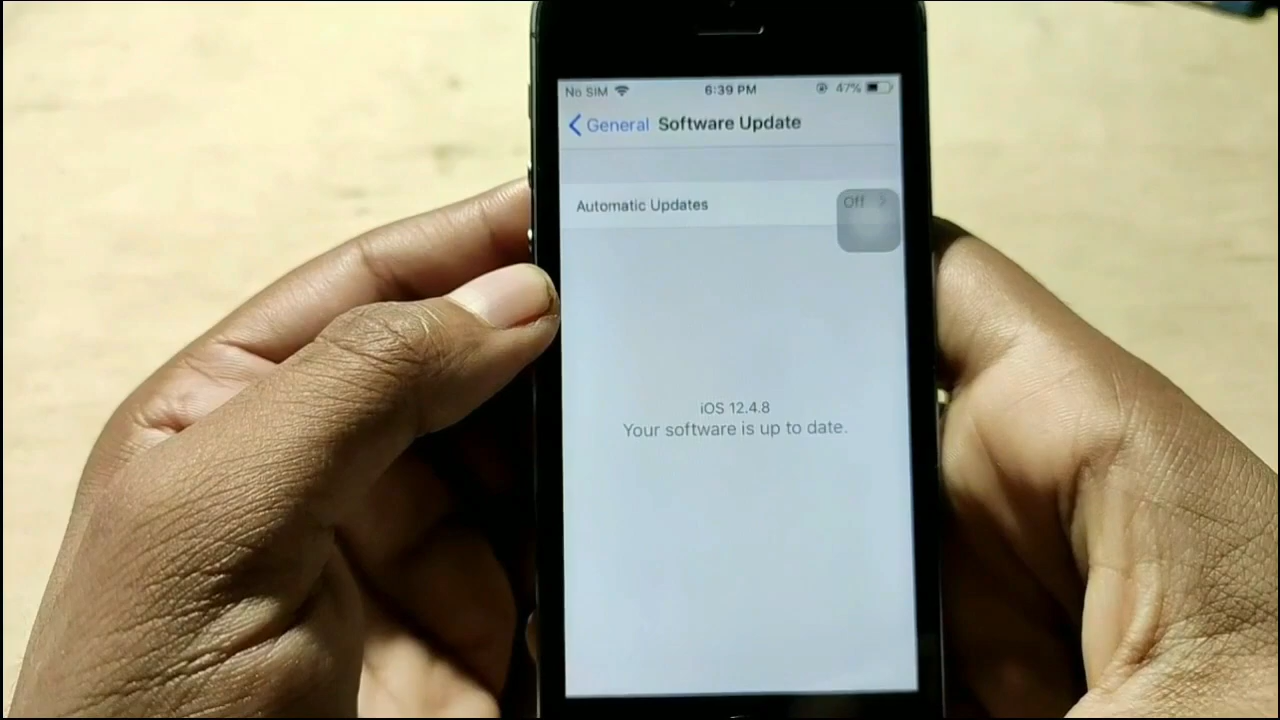 No SIM 6:39 PM 47%
General Software Update
Automatic Updates Off
iOS 12.4.8
Your software is up to date.